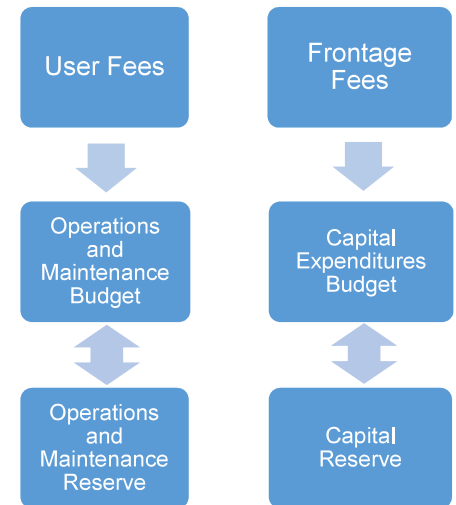 User Fees
Frontage
Fees
Operations
and
Maintenance
Budget
Capital
Expenditures
Budget
Operations
and
Maintenance
Reserve
Capital
Reserve